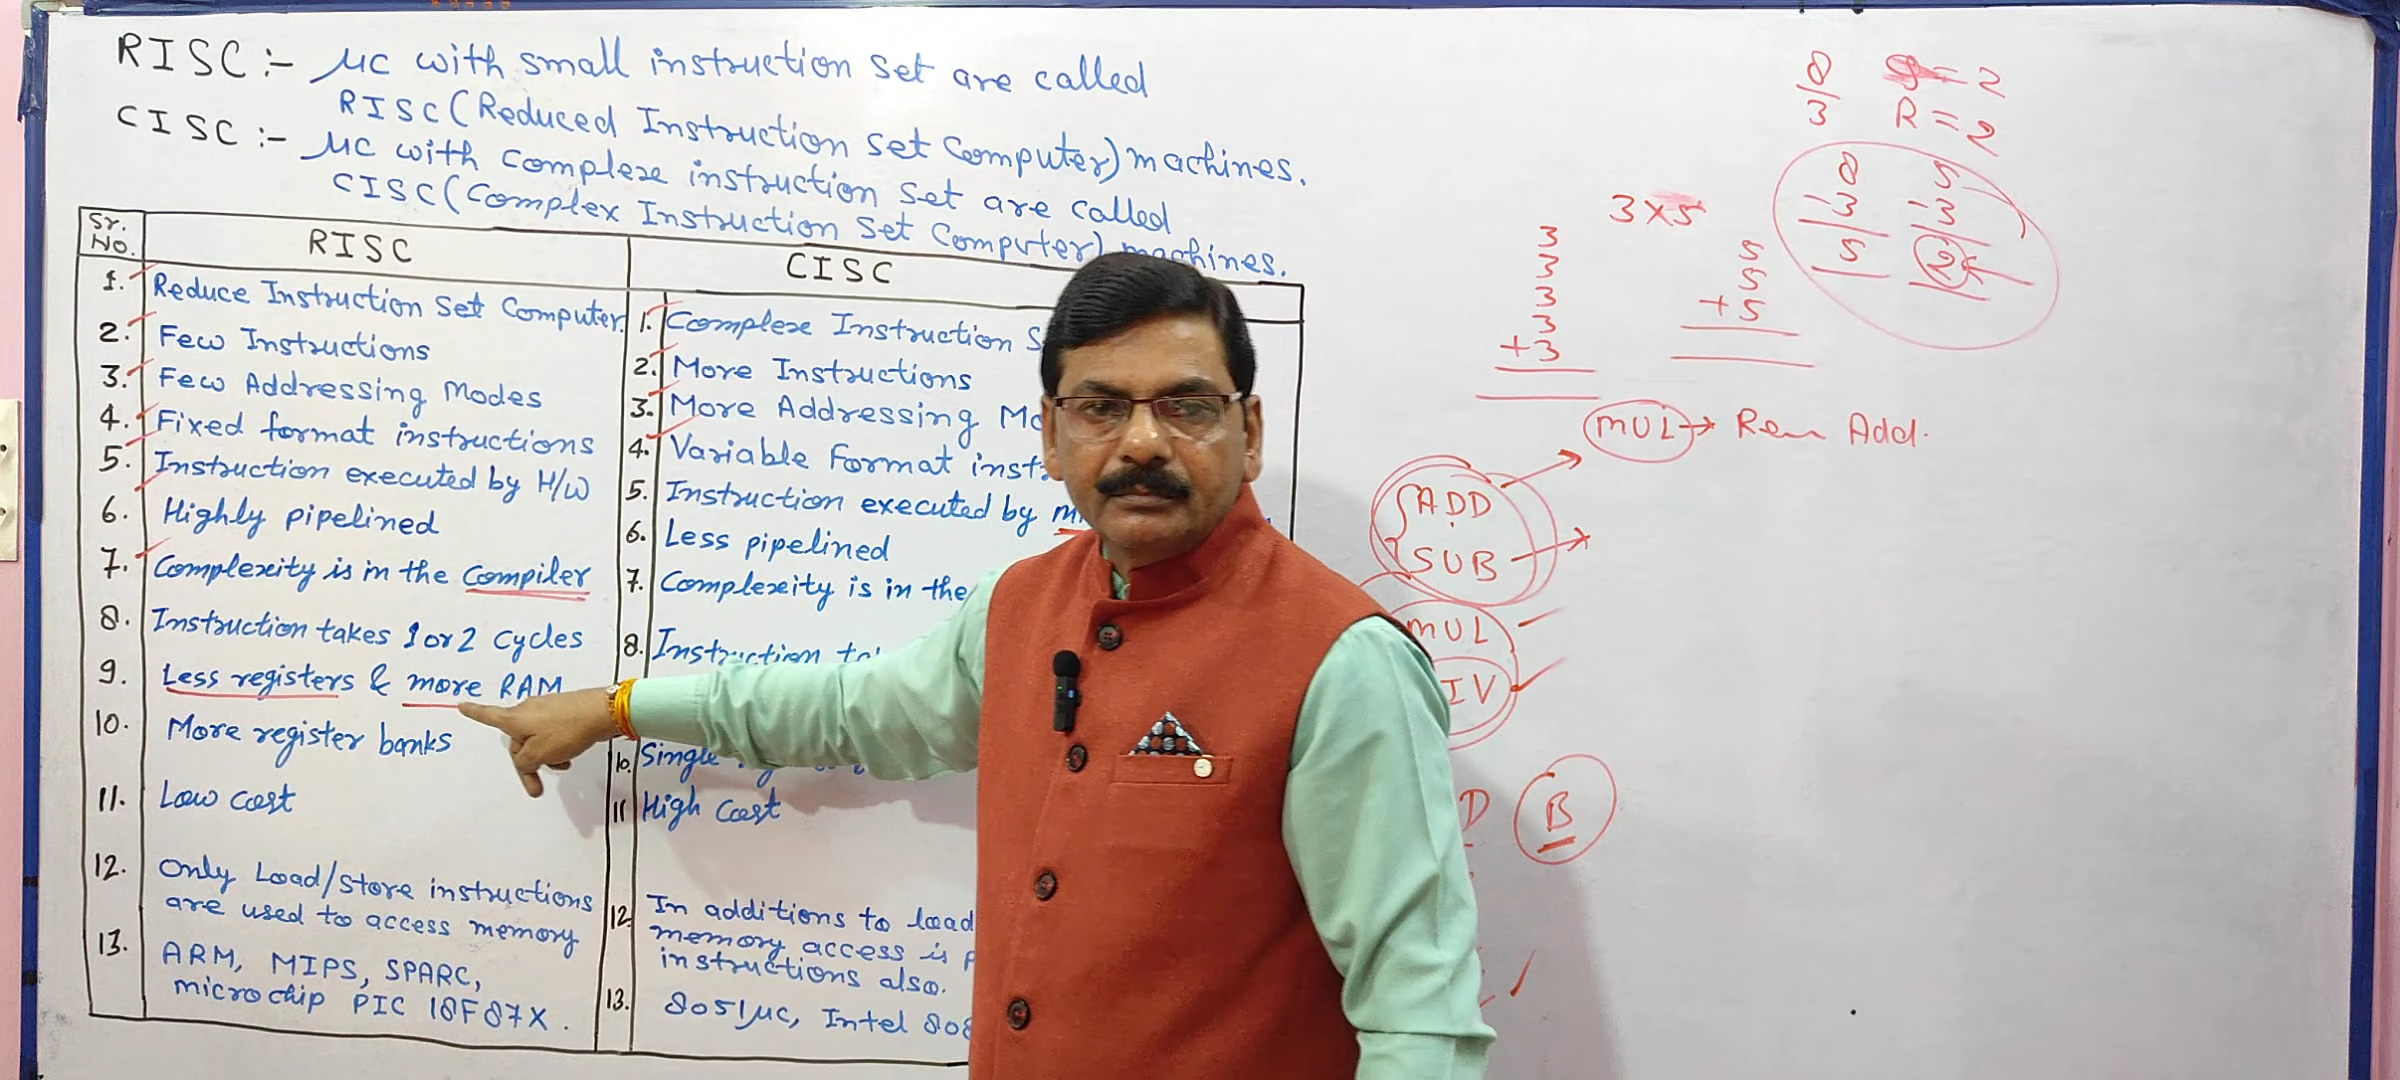 RISC :- μc with small instruction set are called
RISC (Reduced Instruction Set Computer) machines.
CISC :- μc with complexe instruction set are called
CISC (Complex Instruction Set Computer) machines.
Sr. No.
RISC
CISC
1. Reduce Instruction Set Computer
2. Few Instructions
3. Few Addressing Modes
4. Fixed format instructions
5. Instruction executed by H/W
6. Highly pipelined
7. Complexity is in the Compiler
8. Instruction takes 1 or 2 Cycles
9. Less registers & more RAM
10. More register banks
11. Low cost
12. Only Load/store instructions
are used to access memory
13. ARM, MIPS, SPARC,
microchip PIC 18F87X.
1. Complexe Instruction S
2. More Instructions
3. More Addressing Mo
4. Variable Format inst
5. Instruction executed by
6. Less pipelined
7. Complexity is in the
8. Instruction
10. Single
11 High Cost
12. In additions to load
memory access is
instructions also.
13. 8051μc, Intel 808
8
3
= 2
R = 2
8
-3
5
5
-3
2
3 x 5
3
3
3
3
+3
5
5
+5
MUL → Add.
ADD
SUB
MUL
IV
D B